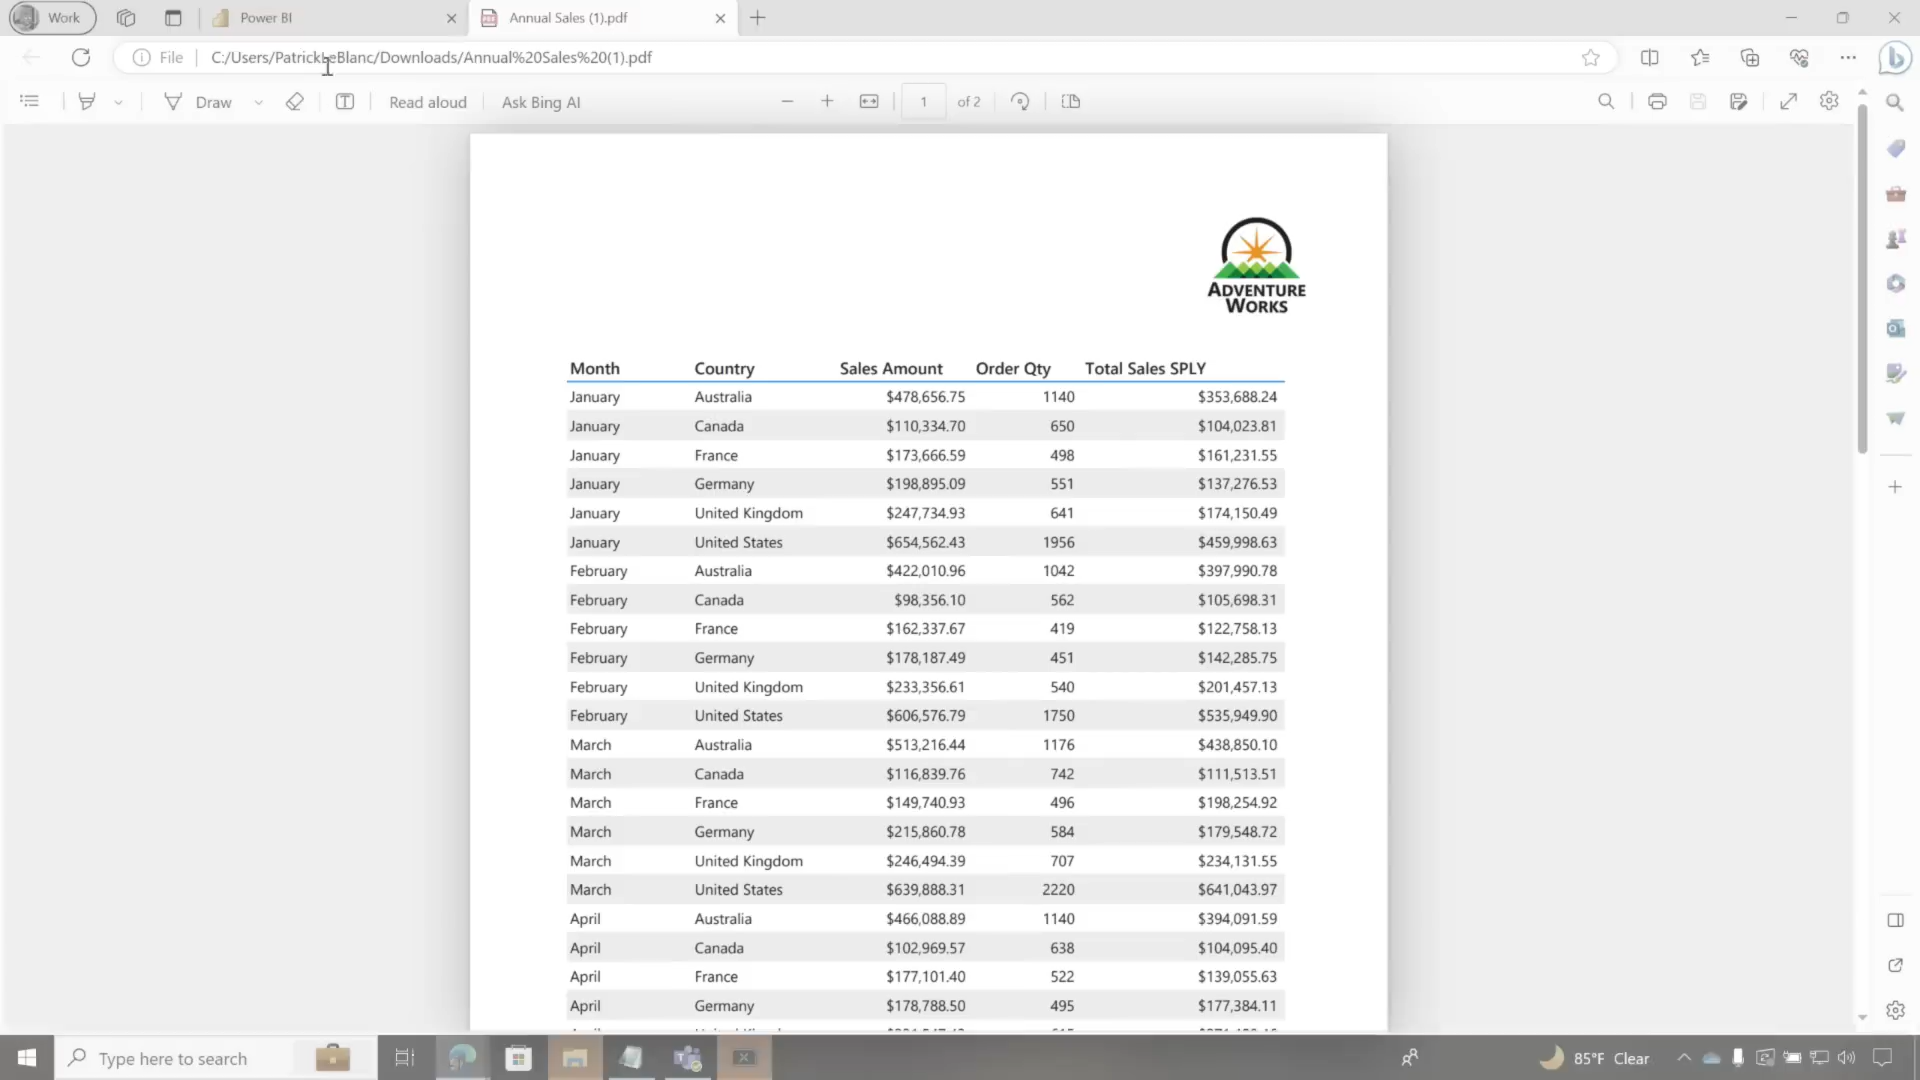 Work
Power BI
Annual Sales (1).pdf
File
C:/Users/PatrickLeBlanc/Downloads/Annual%20Sales%20(1).pdf
Draw
Read aloud
Ask Bing AI
1
of 2
ADVENTURE
WORKS
Month Country Sales Amount Order Qty Total Sales SPLY
January Australia $478,656.75 1140 $353,688.24
January Canada $110,334.70 650 $104,023.81
January France $173,666.59 498 $161,231.55
January Germany $198,895.09 551 $137,276.53
January United Kingdom $247,734.93 641 $174,150.49
January United States $654,562.43 1956 $459,998.63
February Australia $422,010.96 1042 $397,990.78
February Canada $98,356.10 562 $105,698.31
February France $162,337.67 419 $122,758.13
February Germany $178,187.49 451 $142,285.75
February United Kingdom $233,356.61 540 $201,457.13
February United States $606,576.79 1750 $535,949.90
March Australia $513,216.44 1176 $438,850.10
March Canada $116,839.76 742 $111,513.51
March France $149,740.93 496 $198,254.92
March Germany $215,860.78 584 $179,548.72
March United Kingdom $246,494.39 707 $234,131.55
March United States $639,888.31 2220 $641,043.97
April Australia $466,088.89 1140 $394,091.59
April Canada $102,969.57 638 $104,095.40
April France $177,101.40 522 $139,055.63
April Germany $178,788.50 495 $177,384.11
Type here to search
85°F Clear